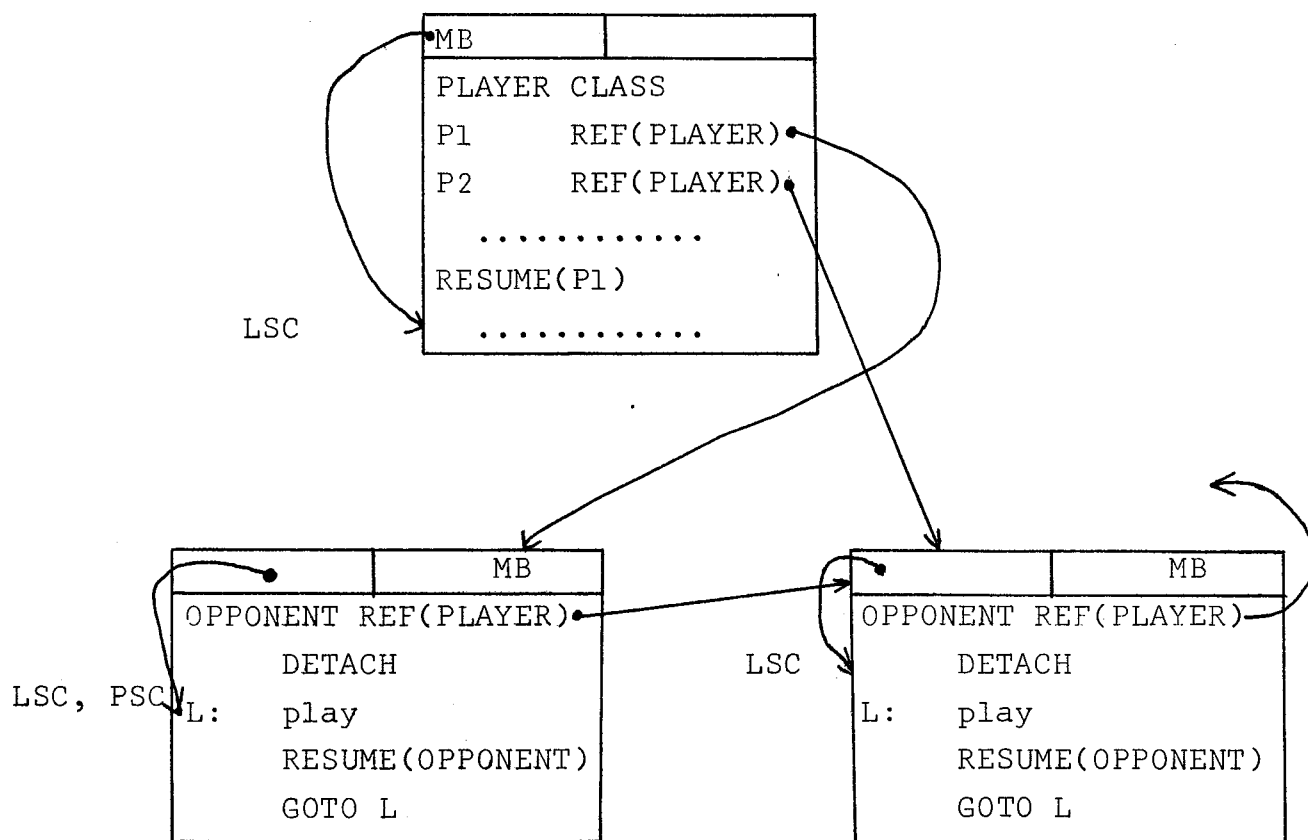 MB
PLAYER CLASS
P1 REF(PLAYER)
P2 REF(PLAYER)
............
RESUME(P1)
LSC
............
MB
OPPONENT REF(PLAYER)
DETACH
LSC, PSC
L: play
RESUME(OPPONENT)
GOTO L
MB
OPPONENT REF(PLAYER)
LSC
DETACH
L: play
RESUME(OPPONENT)
GOTO L